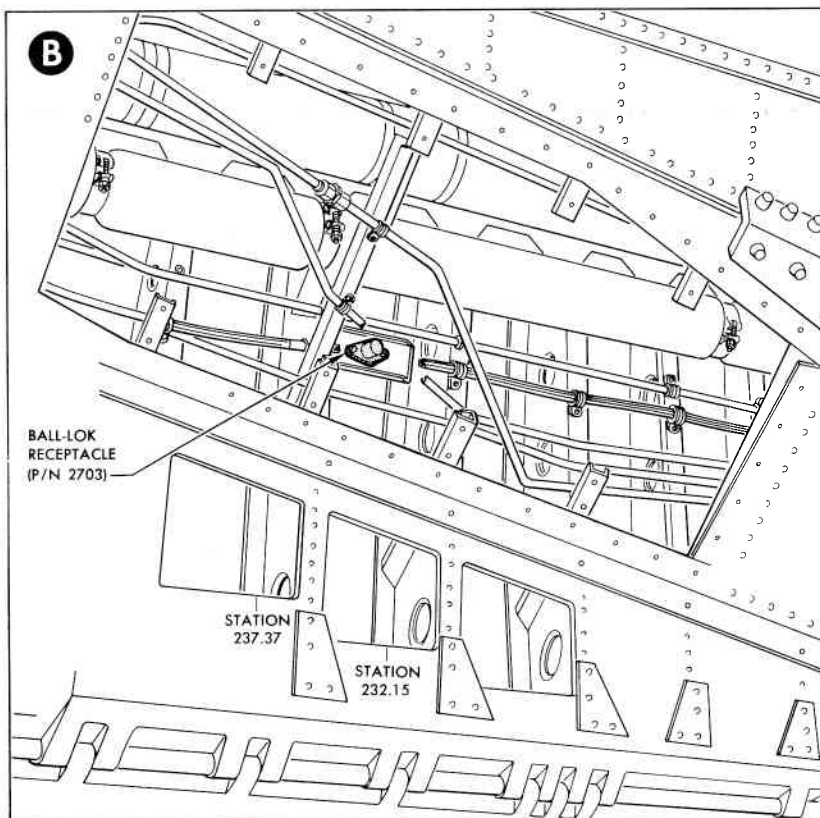 B
BALL-LOK
RECEPTACLE
(P/N 2703)
STATION
237.37
STATION
232.15